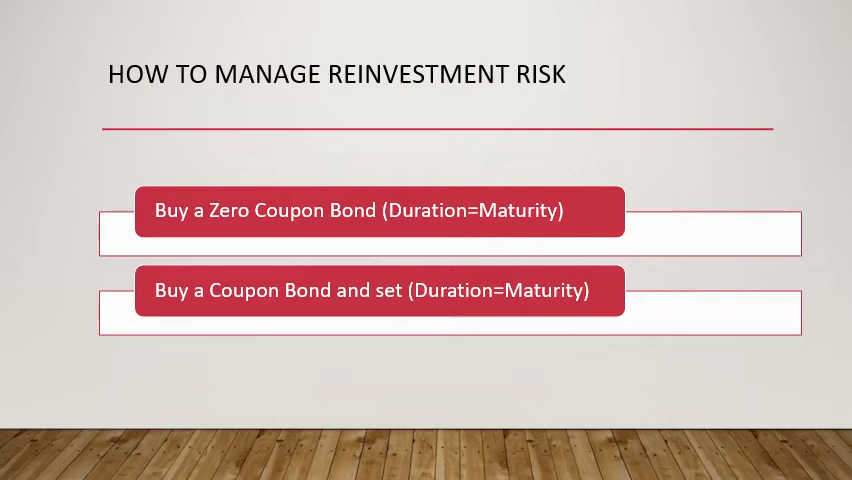 HOW TO MANAGE REINVESTMENT RISK
Buy a Zero Coupon Bond (Duration=Maturity)
Buy a Coupon Bond and set (Duration=Maturity)